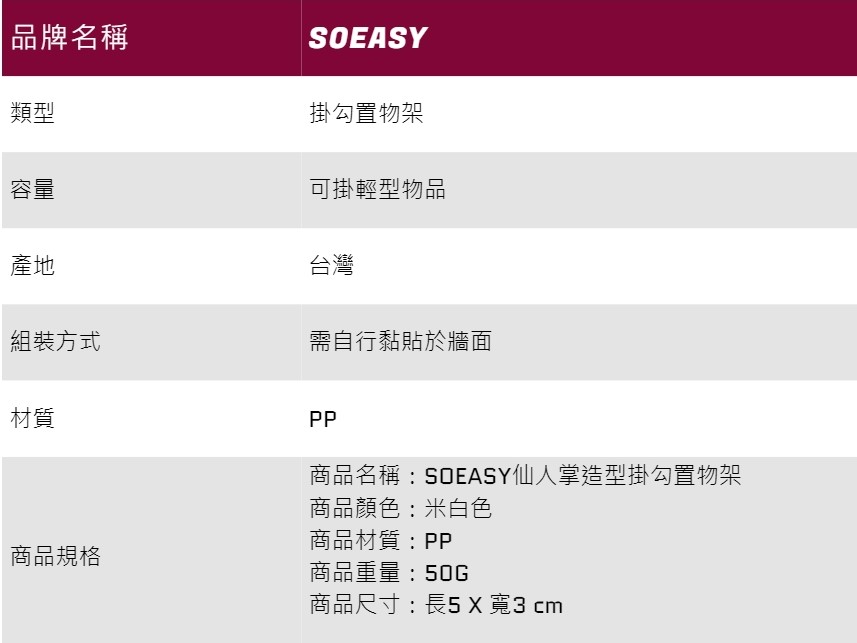 品牌名稱 SOEASY
類型 掛勾置物架
容量 可掛輕型物品
產地 台灣
組裝方式 需自行黏貼於牆面
材質 PP
商品規格
商品名稱：SOEASY仙人掌造型掛勾置物架
商品顏色：米白色
商品材質：PP
商品重量：50G
商品尺寸：長5 X 寬3 cm